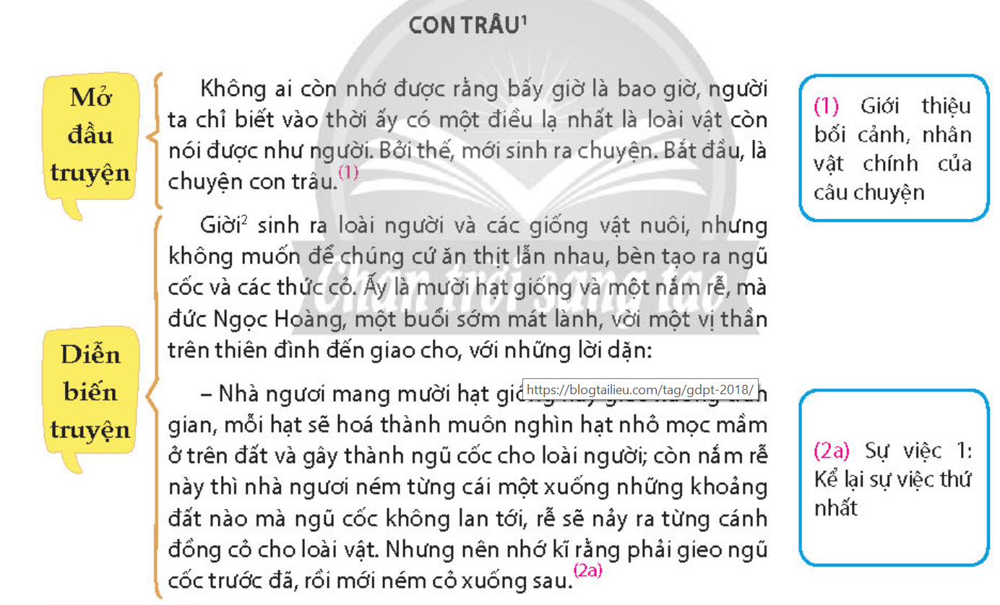 CON TRÂU¹
Mở
đầu
truyện
Không ai còn nhớ được rằng bấy giờ là bao giờ, người
ta chỉ biết vào thời ấy có một điều lạ nhất là loài vật còn
nói được như người. Bởi thế, mới sinh ra chuyện. Bắt đầu, là
chuyện con trâu.(1)
(1) Giới thiệu
bối cảnh, nhân
vật chính của
câu chuyện
Diễn
biến
truyện
Giời² sinh ra loài người và các giống vật nuôi, nhưng
không muốn để chúng cứ ăn thịt lẫn nhau, bèn tạo ra ngũ
cốc và các thức cỏ. Ấy là mười hạt giống và một nắm rễ, mà
đức Ngọc Hoàng, một buổi sớm mát lành, vời một vị thần
trên thiên đình đến giao cho, với những lời dặn:
– Nhà ngươi mang mười hạt
https://blogtailieu.com/tag/gdpt-2018/
gian, mỗi hạt sẽ hoá thành muôn nghìn hạt nhỏ mọc mầm
ở trên đất và gây thành ngũ cốc cho loài người; còn nắm rễ
này thì nhà ngươi ném từng cái một xuống những khoảng
đất nào mà ngũ cốc không lan tới, rễ sẽ nảy ra từng cánh
đồng cỏ cho loài vật. Nhưng nên nhớ kĩ rằng phải gieo ngũ
cốc trước đã, rồi mới ném cỏ xuống sau.(2a)
(2a) Sự việc 1:
Kể lại sự việc thứ
nhất
Chân trời sáng tạo